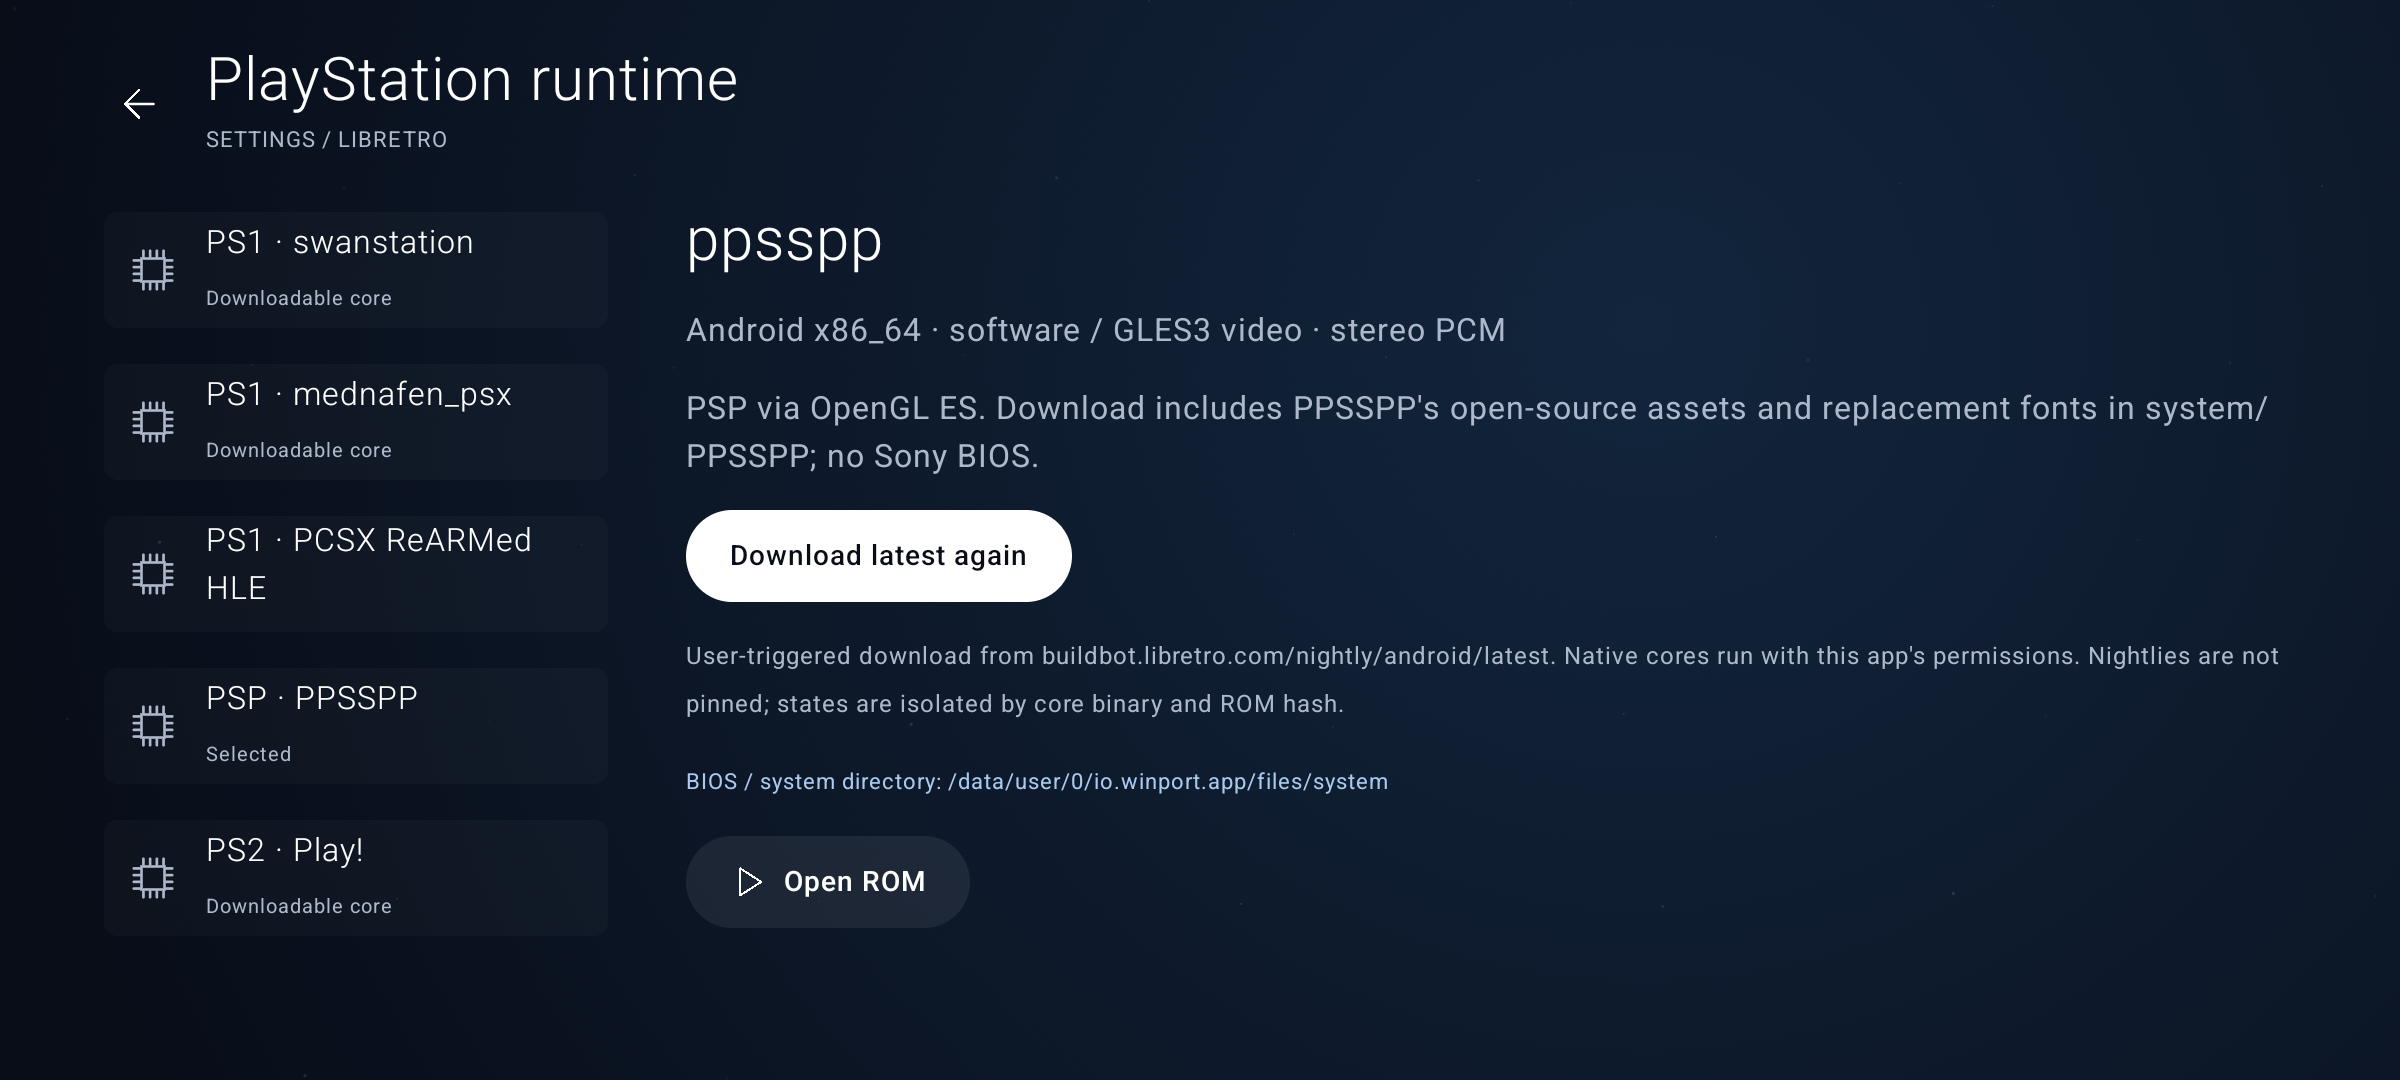 PlayStation runtime
SETTINGS / LIBRETRO
PS1 · swanstation
Downloadable core
PS1 · mednafen_psx
Downloadable core
PS1 · PCSX ReARMed
HLE
PSP · PPSSPP
Selected
PS2 · Play!
Downloadable core
ppsspp
Android x86_64 · software / GLES3 video · stereo PCM
PSP via OpenGL ES. Download includes PPSSPP's open-source assets and replacement fonts in system/
PPSSPP; no Sony BIOS.
Download latest again
User-triggered download from buildbot.libretro.com/nightly/android/latest. Native cores run with this app's permissions. Nightlies are not
pinned; states are isolated by core binary and ROM hash.
BIOS / system directory: /data/user/0/io.winport.app/files/system
Open ROM